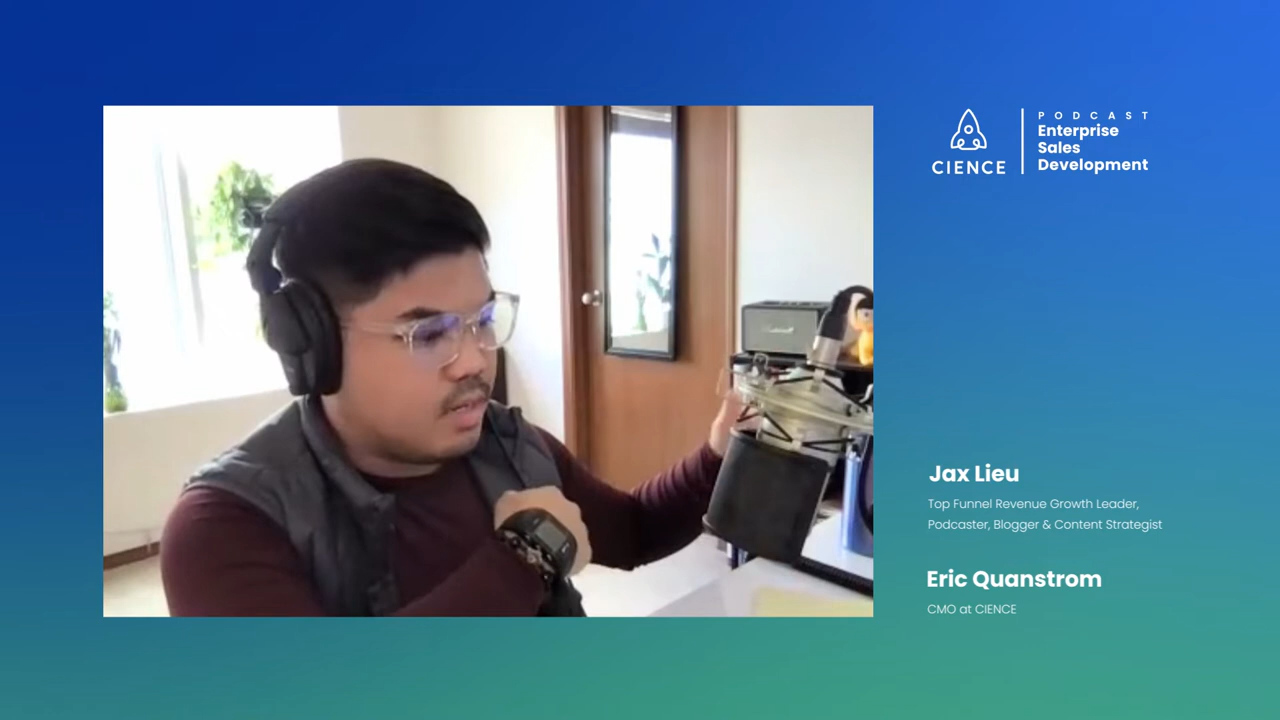 CIENCE
PODCAST
Enterprise
Sales
Development
Marshall
Jax Lieu
Top Funnel Revenue Growth Leader,
Podcaster, Blogger & Content Strategist
Eric Quanstrom
CMO at CIENCE